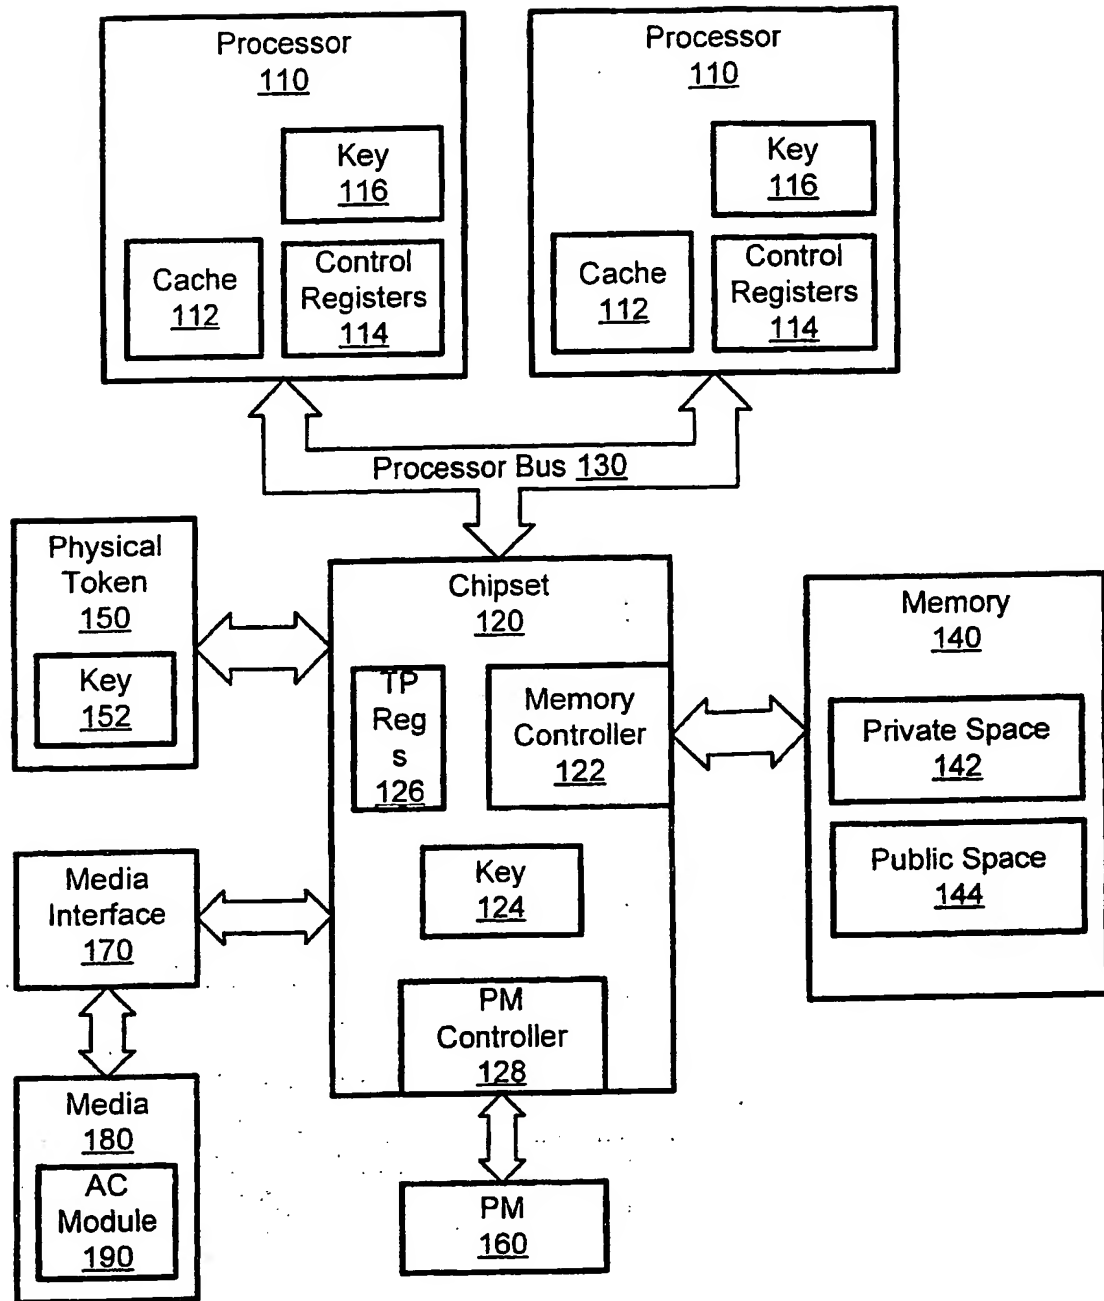 Processor
110
Key
116
Cache
112
Control
Registers
114
Processor
110
Key
116
Cache
112
Control
Registers
114
Processor Bus 130
Physical
Token
150
Key
152
Chipset
120
TP
Reg
s
126
Memory
Controller
122
Key
124
PM
Controller
128
Memory
140
Private Space
142
Public Space
144
Media
Interface
170
Media
180
AC
Module
190
PM
160